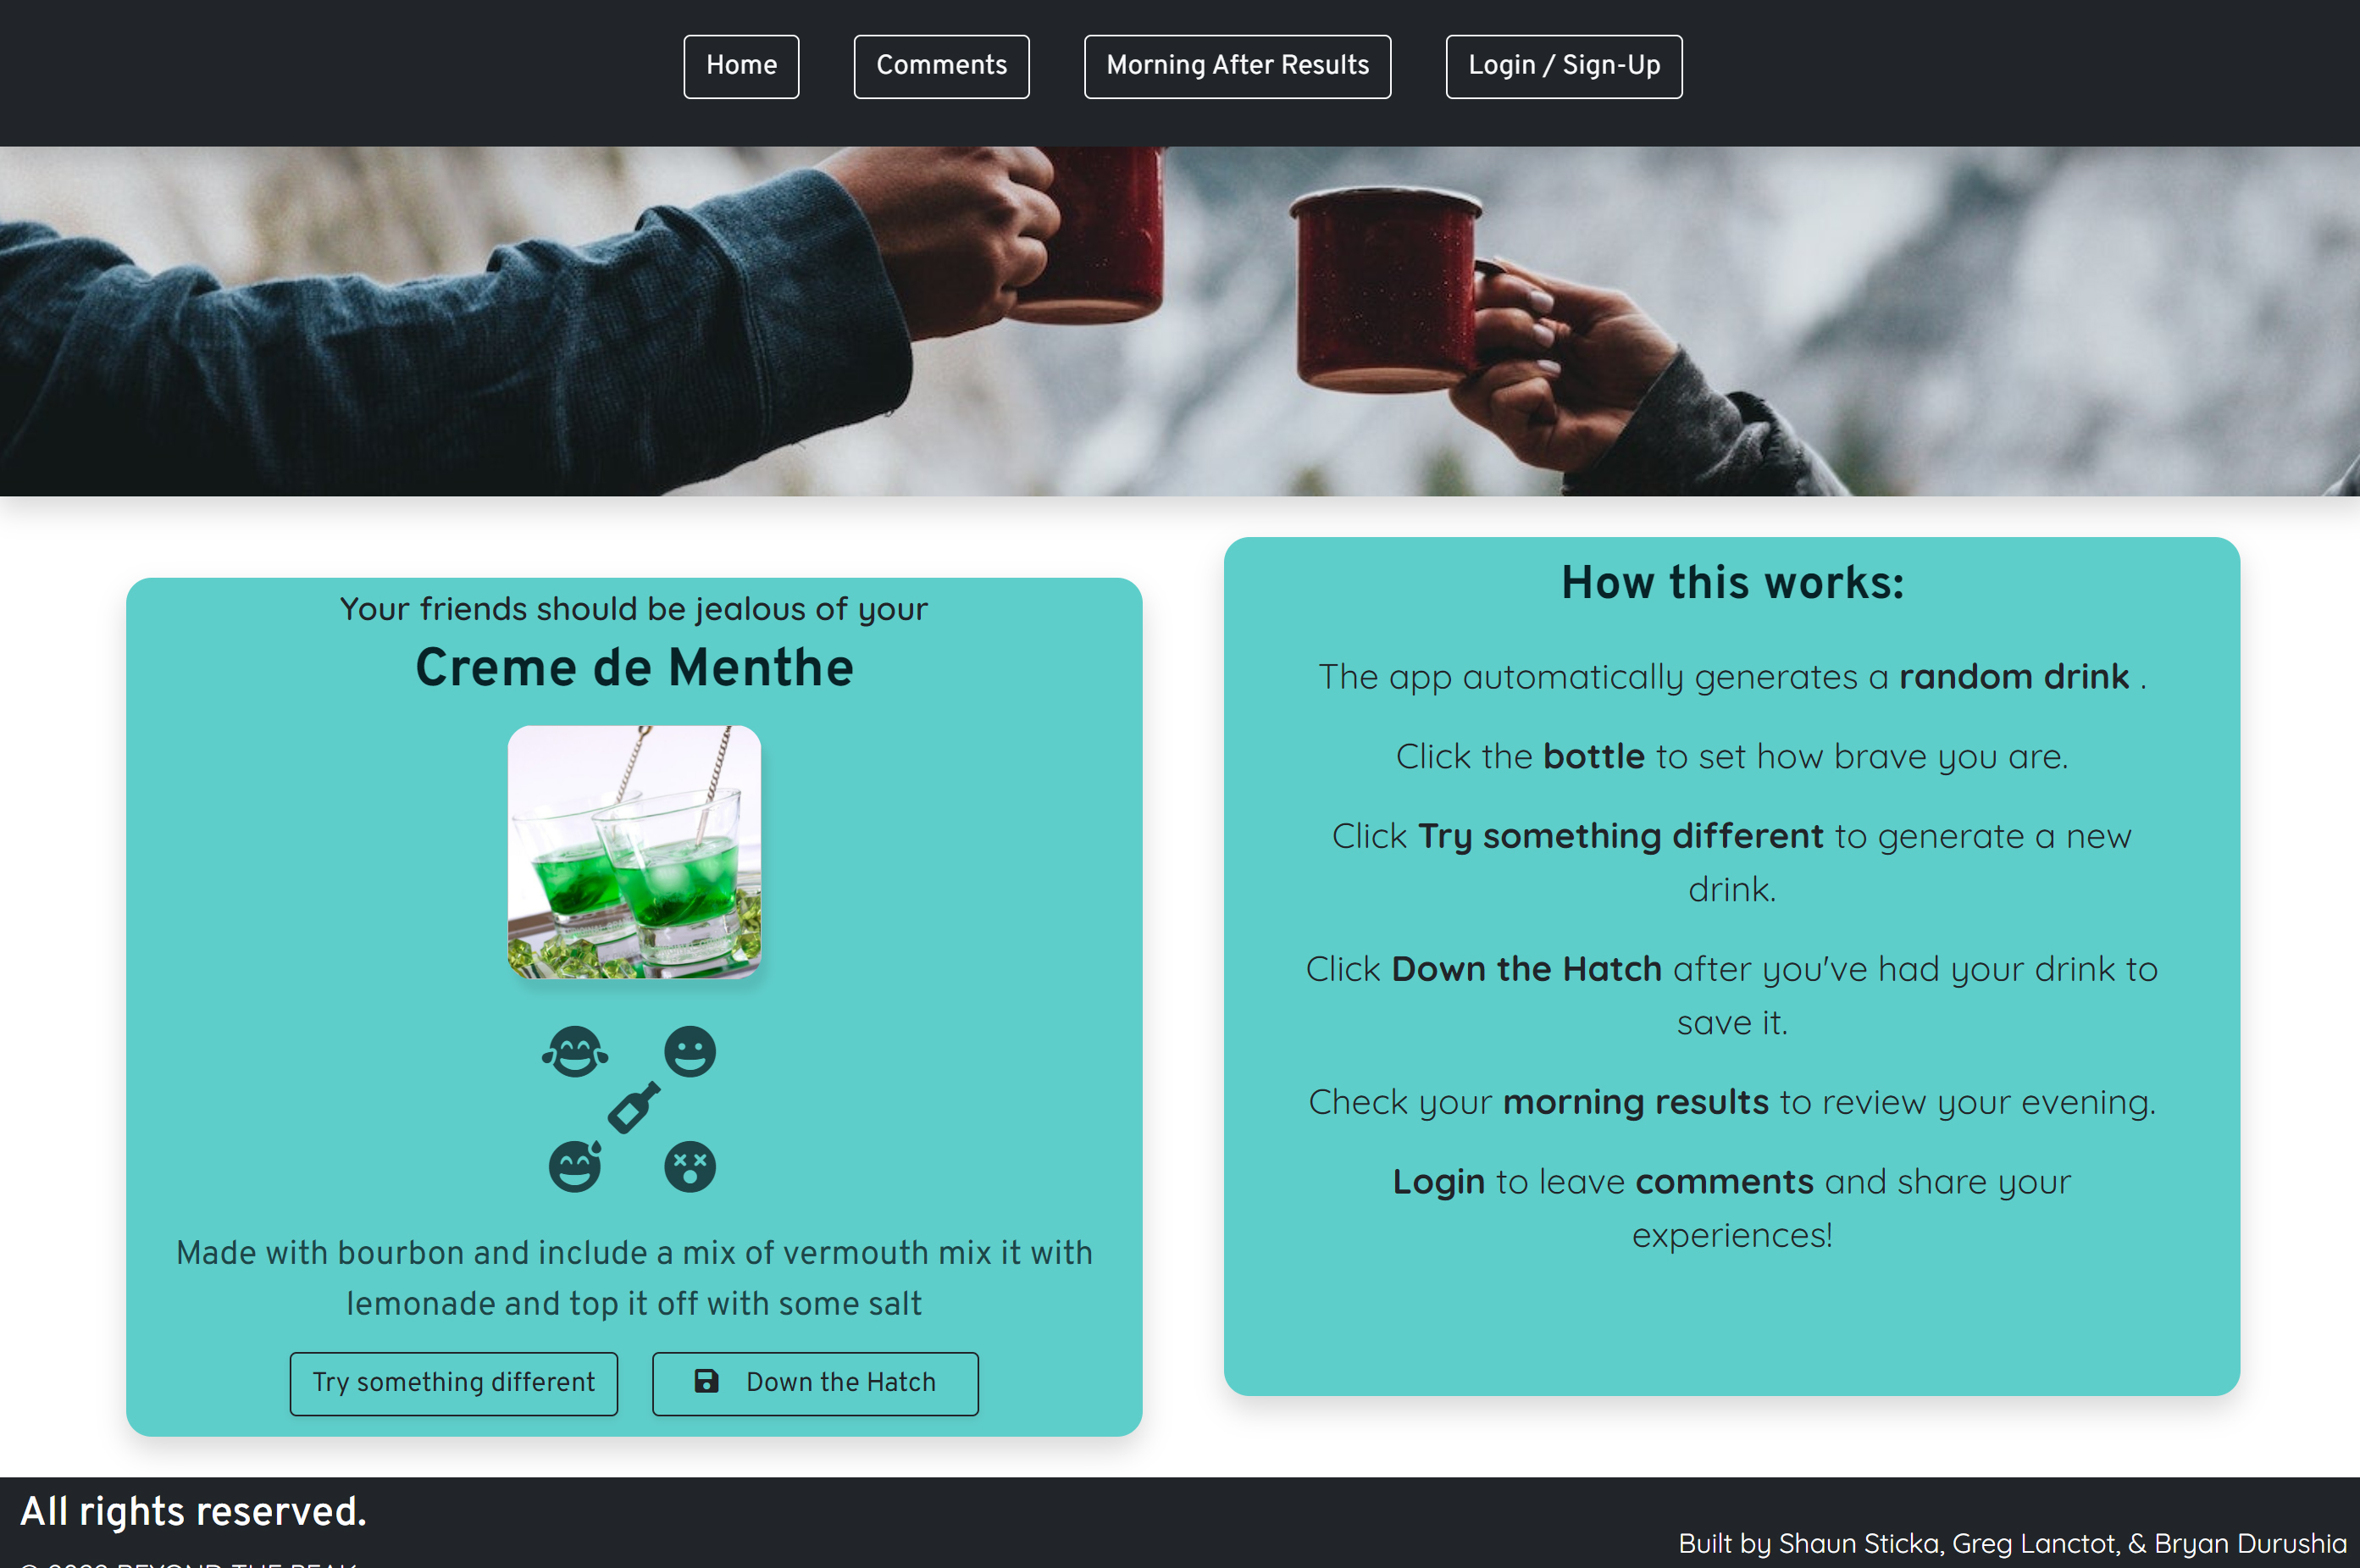 Home
Comments
Morning After Results
Login / Sign-Up
Your friends should be jealous of your
Creme de Menthe
Made with bourbon and include a mix of vermouth mix it with
lemonade and top it off with some salt
Try something different
Down the Hatch
How this works:
The app automatically generates a random drink .
Click the bottle to set how brave you are.
Click Try something different to generate a new
drink.
Click Down the Hatch after you've had your drink to
save it.
Check your morning results to review your evening.
Login to leave comments and share your
experiences!
All rights reserved.
BEYOND THE PEAK
Built by Shaun Sticka, Greg Lanctot, & Bryan Durushia